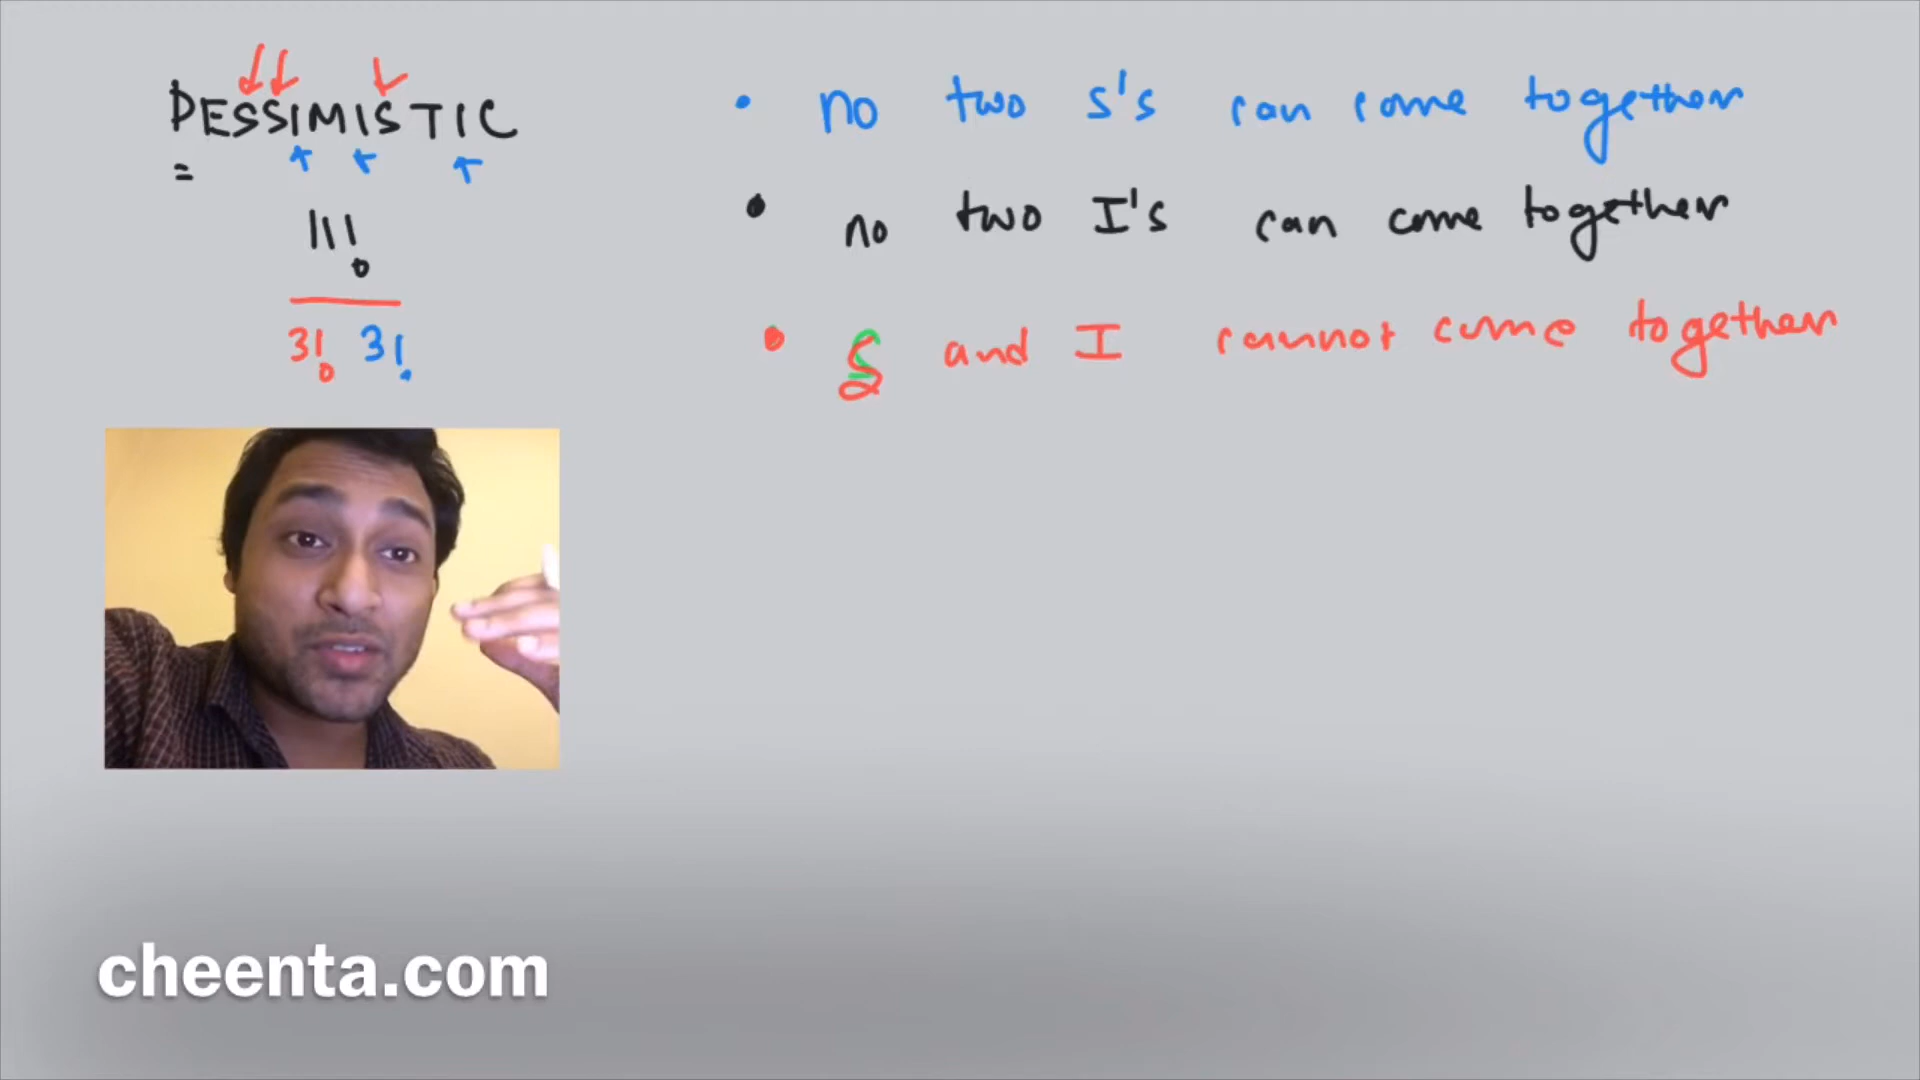 PESSIMISTIC
=
11!
3! 3!
• no two s's can come together
• no two I's can come together
• S and I cannot come together
cheenta.com